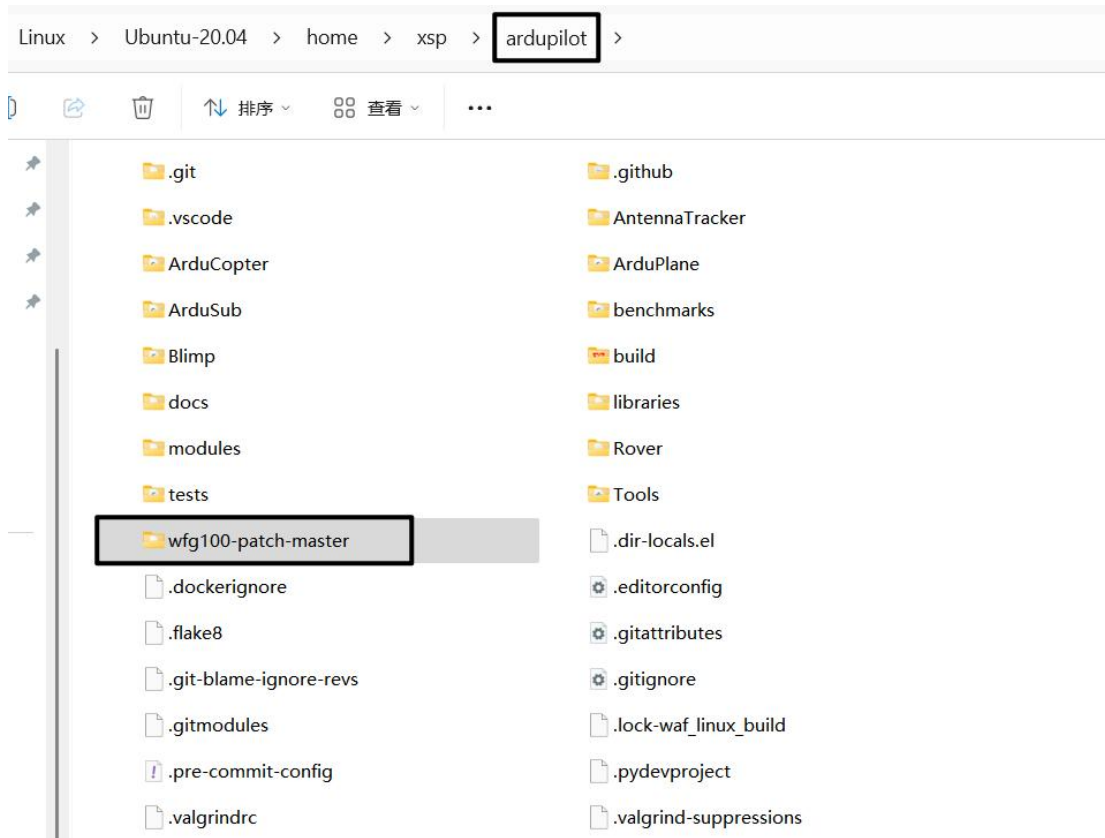 Linux > Ubuntu-20.04 > home > xsp > ardupilot >
排序 查看 ...
.git .github
.vscode AntennaTracker
ArduCopter ArduPlane
ArduSub benchmarks
Blimp build
docs libraries
modules Rover
tests Tools
wfg100-patch-master .dir-locals.el
.dockerignore .editorconfig
.flake8 .gitattributes
.git-blame-ignore-revs .gitignore
.gitmodules .lock-waf_linux_build
.pre-commit-config .pydevproject
.valgrindrc .valgrind-suppressions